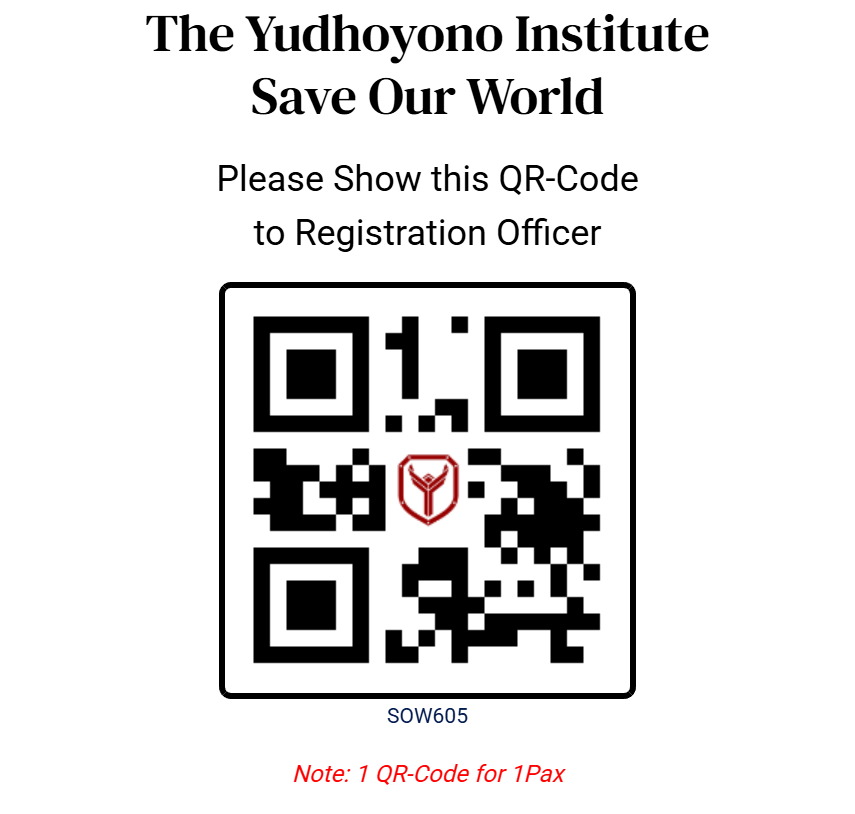 The Yudhoyono Institute
Save Our World
Please Show this QR-Code
to Registration Officer
SOW605
Note: 1 QR-Code for 1Pax